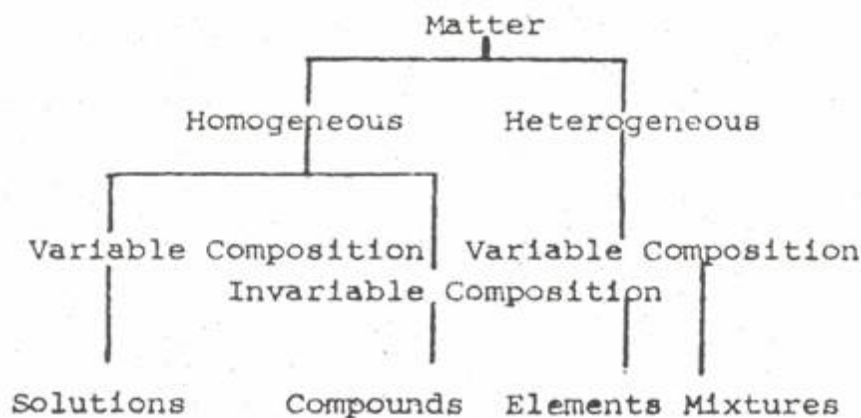 Matter
Homogeneous Heterogeneous
Variable Composition Variable Composition
Invariable Composition
Solutions Compounds Elements Mixtures